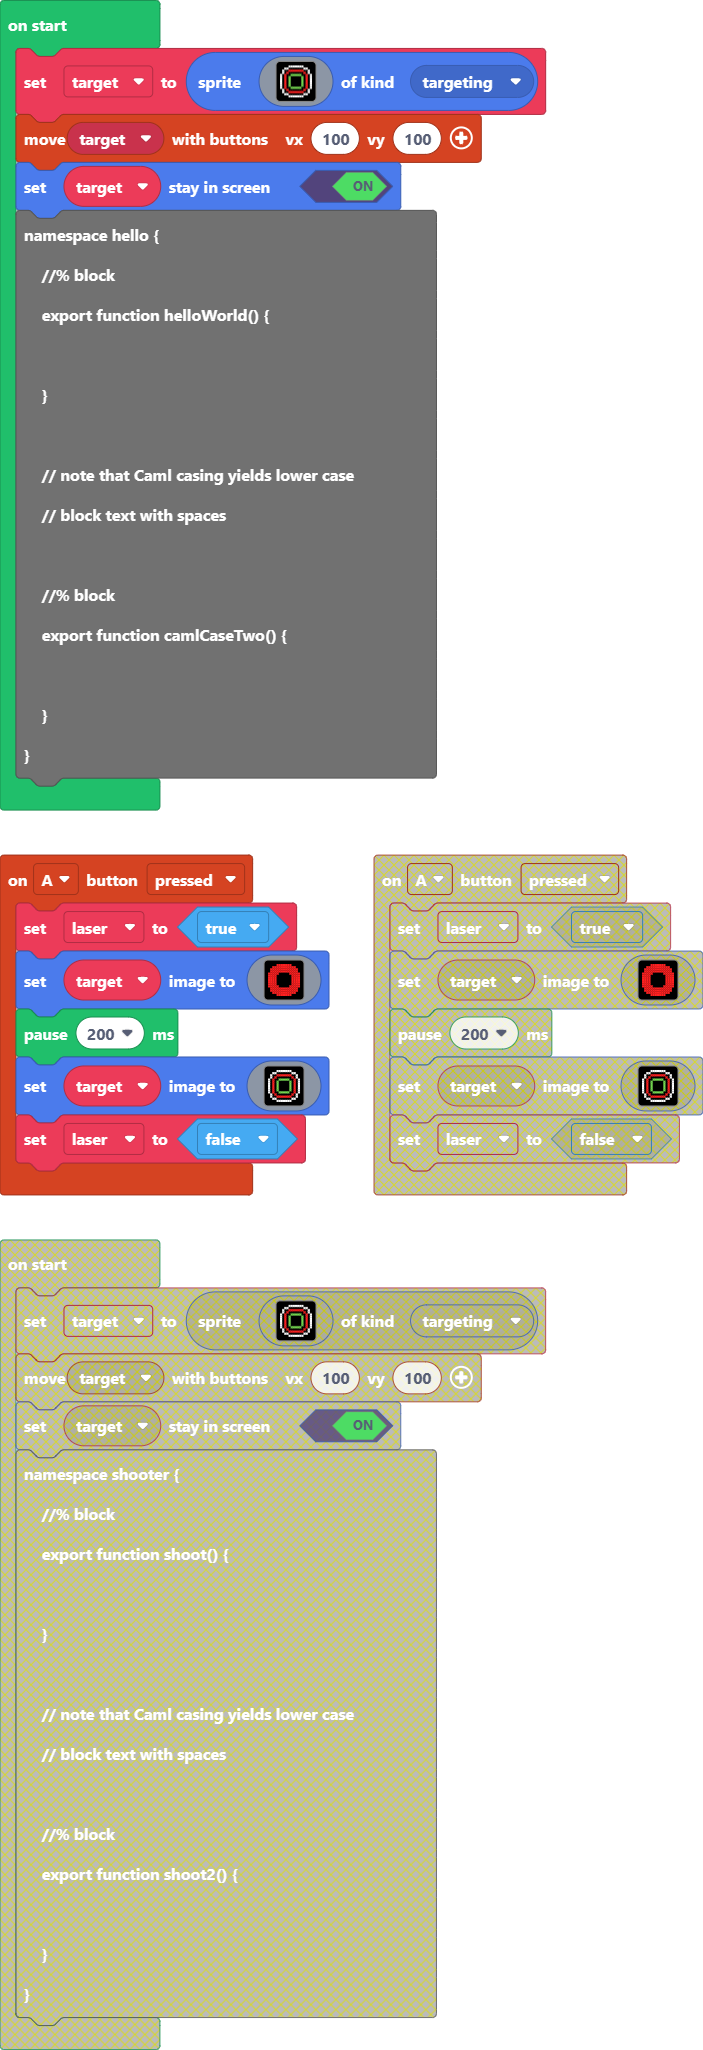 on start
set target to sprite of kind targeting
move target with buttons vx 100 vy 100
set target stay in screen ON
namespace hello {
//% block
export function helloWorld() {
}
// note that Caml casing yields lower case
// block text with spaces
//% block
export function camlCaseTwo() {
}
}
on A button pressed
set laser to true
set target image to
pause 200 ms
set target image to
set laser to false
on A button pressed
set laser to true
set target image to
pause 200 ms
set target image to
set laser to false
on start
set target to sprite of kind targeting
move target with buttons vx 100 vy 100
set target stay in screen ON
namespace shooter {
//% block
export function shoot() {
}
// note that Caml casing yields lower case
// block text with spaces
//% block
export function shoot2() {
}
}